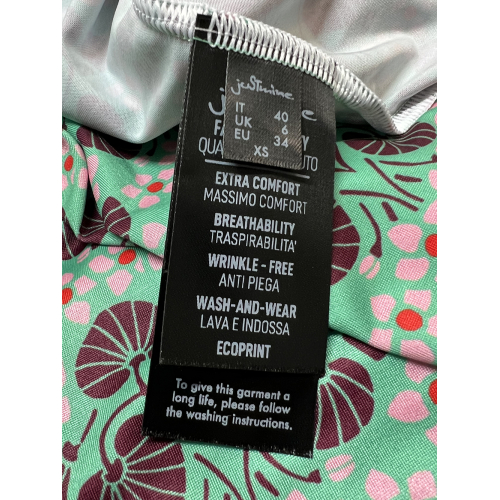 justmine
IT 40
UK 6
EU 34
XS
EXTRA COMFORT
MASSIMO COMFORT
BREATHABILITY
TRASPIRABILITA'
WRINKLE - FREE
ANTI PIEGA
WASH-AND-WEAR
LAVA E INDOSSA
ECOPRINT
To give this garment a
long life, please follow
the washing instructions.